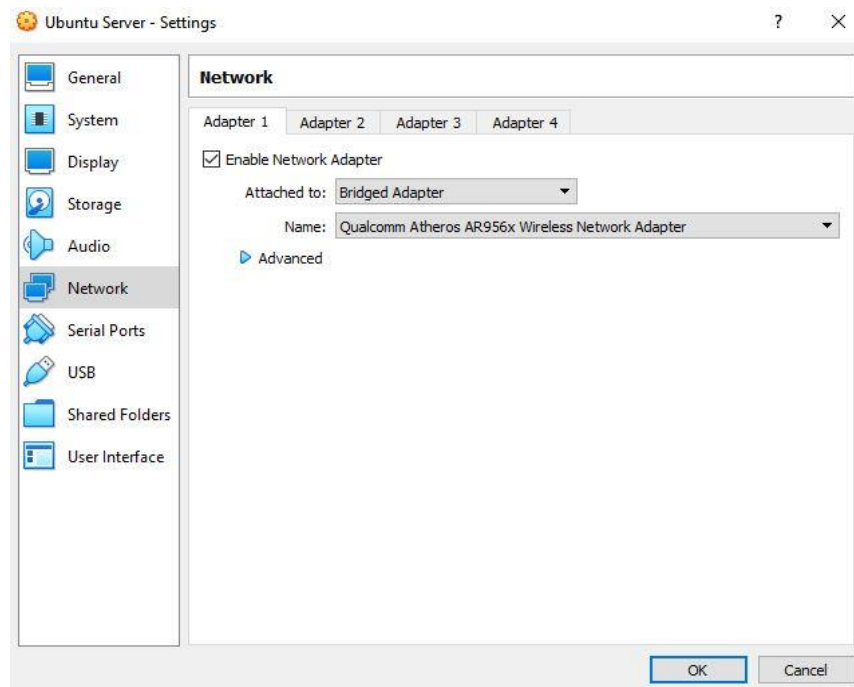 Ubuntu Server - Settings ? ✕
General
System
Display
Storage
Audio
Network
Serial Ports
USB
Shared Folders
User Interface
Network
Adapter 1 Adapter 2 Adapter 3 Adapter 4
Enable Network Adapter
Attached to: Bridged Adapter
Name: Qualcomm Atheros AR956x Wireless Network Adapter
Advanced
OK Cancel